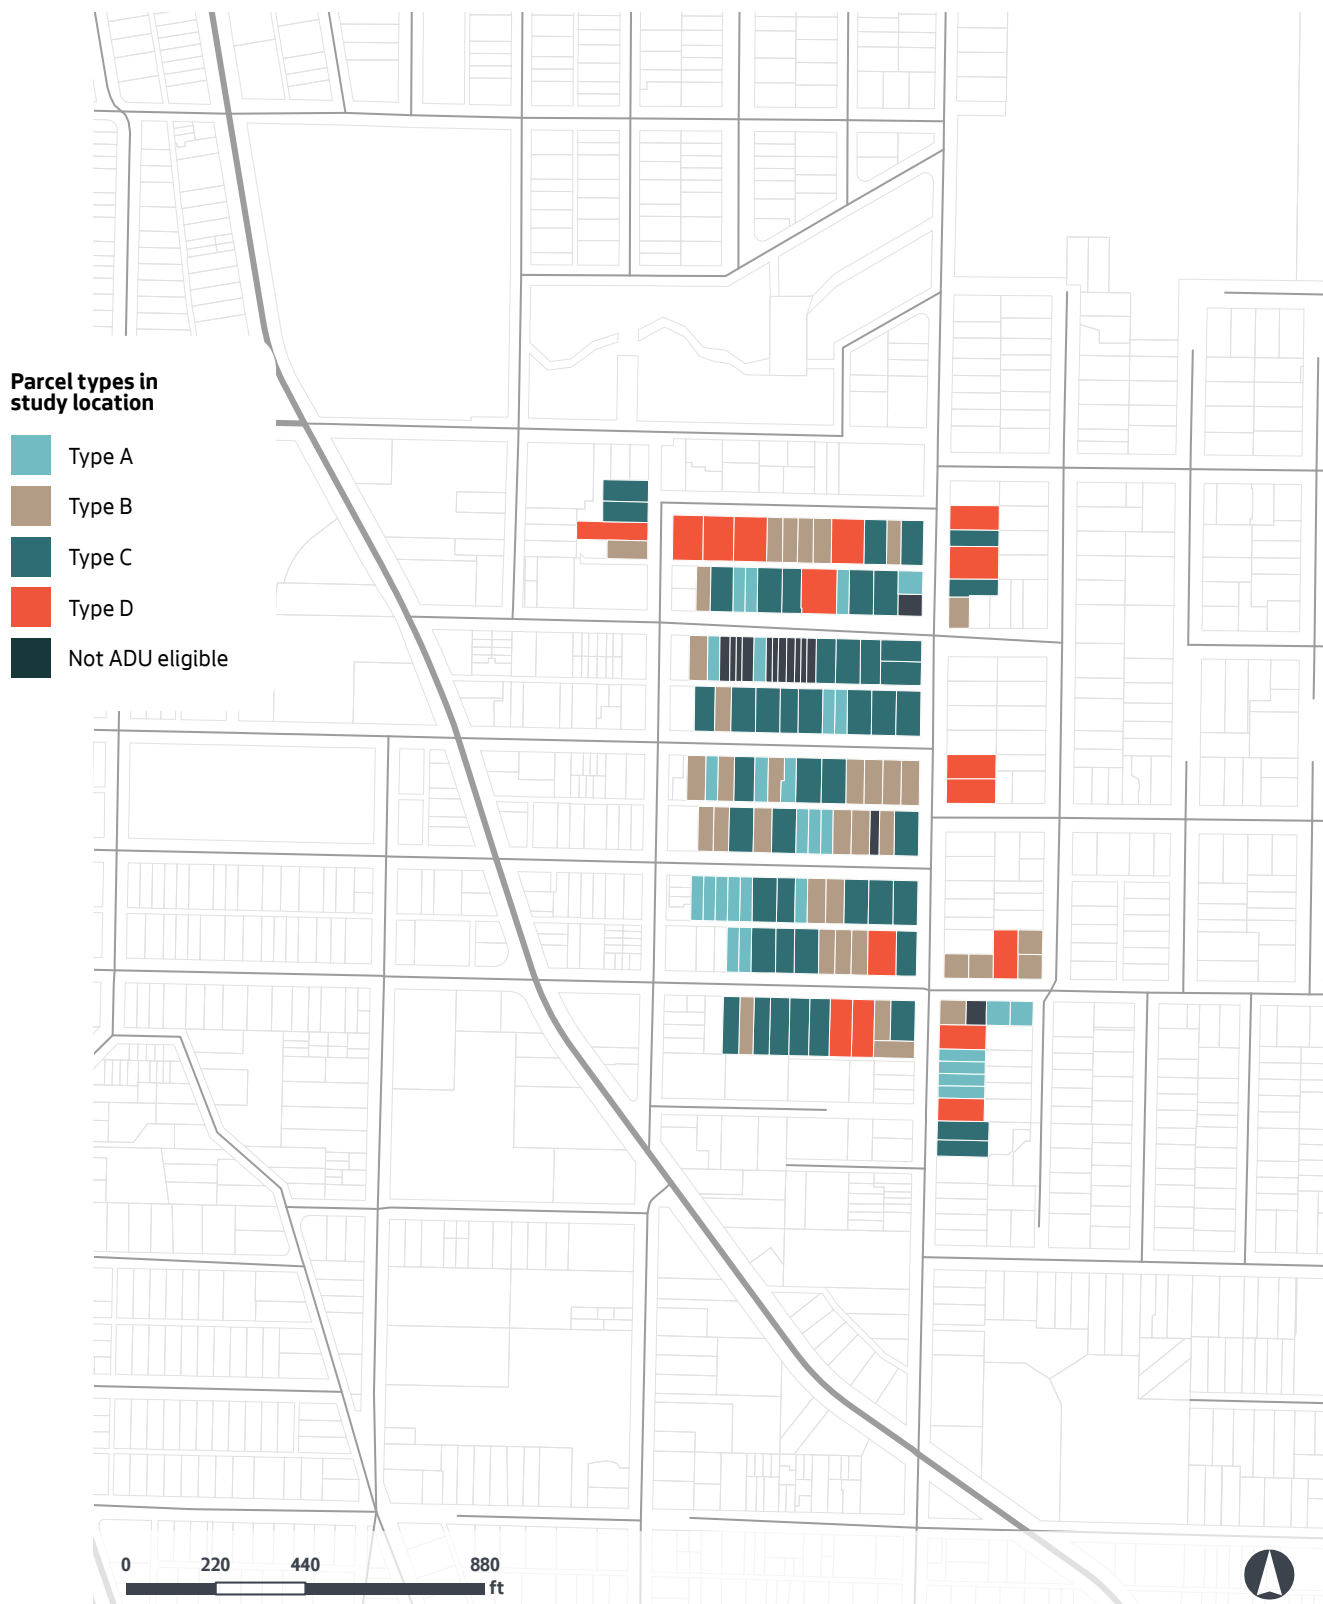 Parcel types in
study location
Type A
Type B
Type C
Type D
Not ADU eligible
0 220 440 880
ft